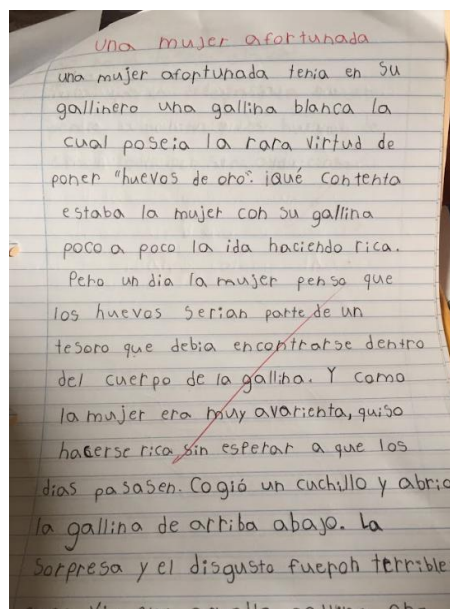 una mujer afortunada
una mujer afoptunada tenia en su
gallinero una gallina blanca la
cual poseia la rara virtud de
poner "huevos de oro". ¡qué contenta
estaba la mujer con su gallina
poco a poco la ida haciendo rica.
Pero un dia la mujer penso que
los huevos serian parte de un
tesoro que debia encontrarse dentro
del cuerpo de la gallina. Y como
la mujer era muy avarienta, quiso
hacerse rica sin esperar a que los
dias pasasen. Cogió un cuchillo y abrio
la gallina de arriba abajo. La
Sorpresa y el disgusto fueron terrible